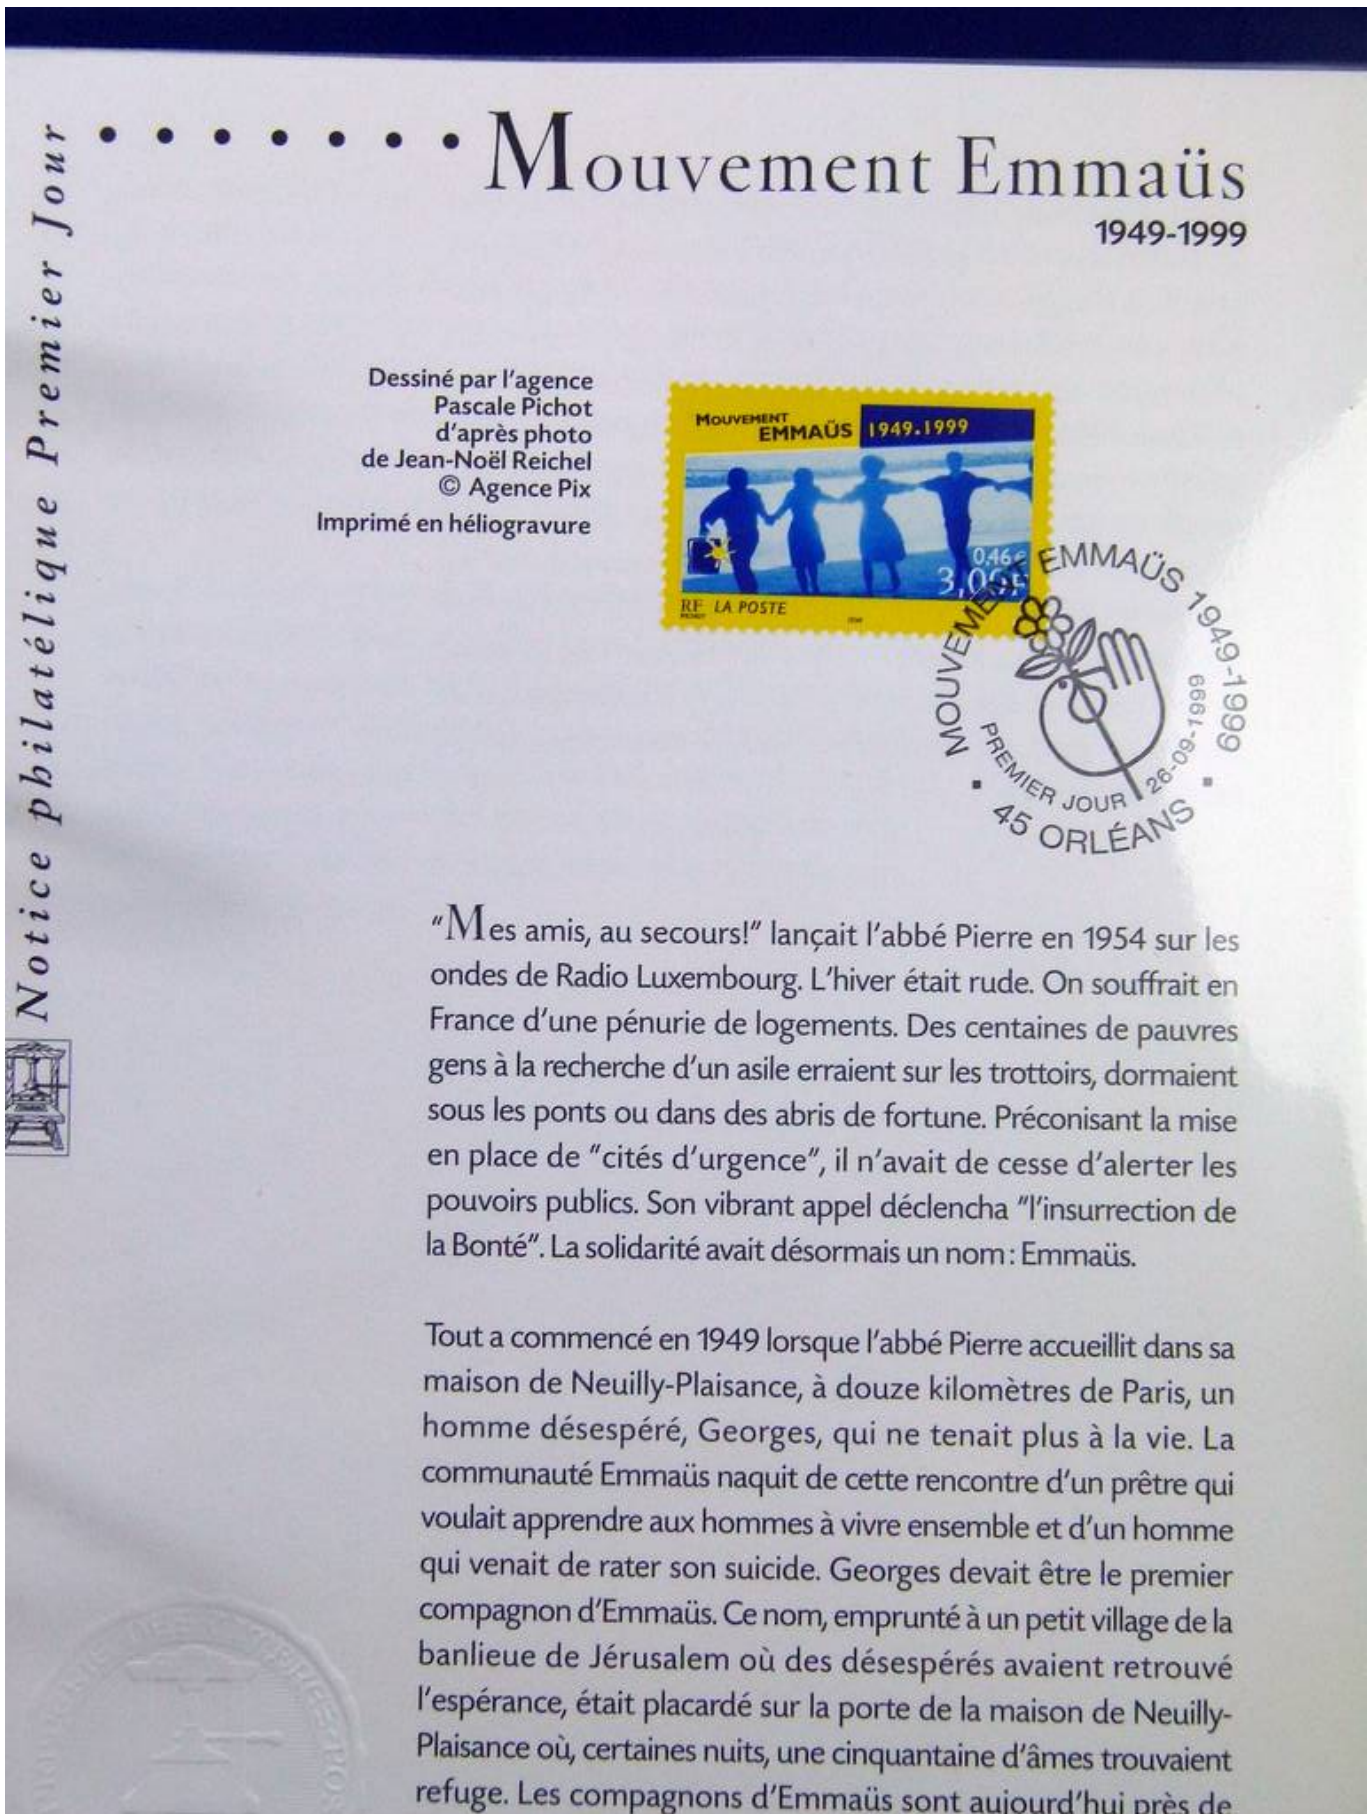 Notice philatélique Premier Jour
Mouvement Emmaüs
1949-1999
Dessiné par l'agence
Pascale Pichot
d'après photo
de Jean-Noël Reichel
© Agence Pix
Imprimé en héliogravure
MOUVEMENT
EMMAÜS 1949.1999
0,46€
3,00F
RF LA POSTE
MOUVEMENT EMMAÜS 1949-1999
PREMIER JOUR 26-09-1999
45 ORLÉANS
"Mes amis, au secours!" lançait l'abbé Pierre en 1954 sur les
ondes de Radio Luxembourg. L'hiver était rude. On souffrait en
France d'une pénurie de logements. Des centaines de pauvres
gens à la recherche d'un asile erraient sur les trottoirs, dormaient
sous les ponts ou dans des abris de fortune. Préconisant la mise
en place de "cités d'urgence", il n'avait de cesse d'alerter les
pouvoirs publics. Son vibrant appel déclencha "l'insurrection de
la Bonté". La solidarité avait désormais un nom : Emmaüs.
Tout a commencé en 1949 lorsque l'abbé Pierre accueillit dans sa
maison de Neuilly-Plaisance, à douze kilomètres de Paris, un
homme désespéré, Georges, qui ne tenait plus à la vie. La
communauté Emmaüs naquit de cette rencontre d'un prêtre qui
voulait apprendre aux hommes à vivre ensemble et d'un homme
qui venait de rater son suicide. Georges devait être le premier
compagnon d'Emmaüs. Ce nom, emprunté à un petit village de la
banlieue de Jérusalem où des désespérés avaient retrouvé
l'espérance, était placardé sur la porte de la maison de Neuilly-
Plaisance où, certaines nuits, une cinquantaine d'âmes trouvaient
refuge. Les compagnons d'Emmaüs sont aujourd'hui près de